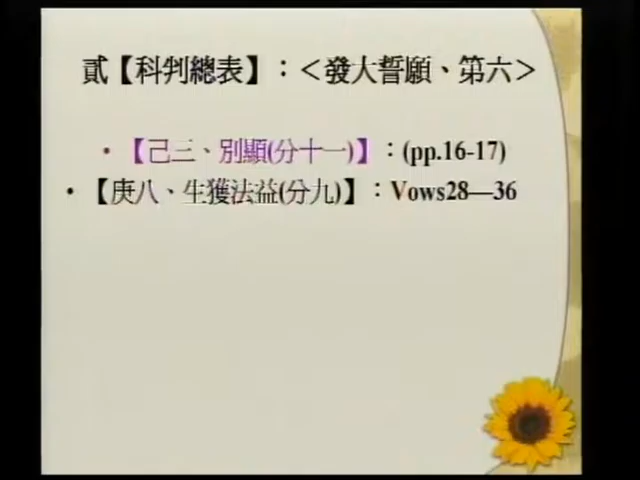 貳【科判總表】：＜發大誓願、第六＞
•【己三、別顯(分十一)】：(pp.16-17)
•【庚八、生獲法益(分九)】：Vows28—36